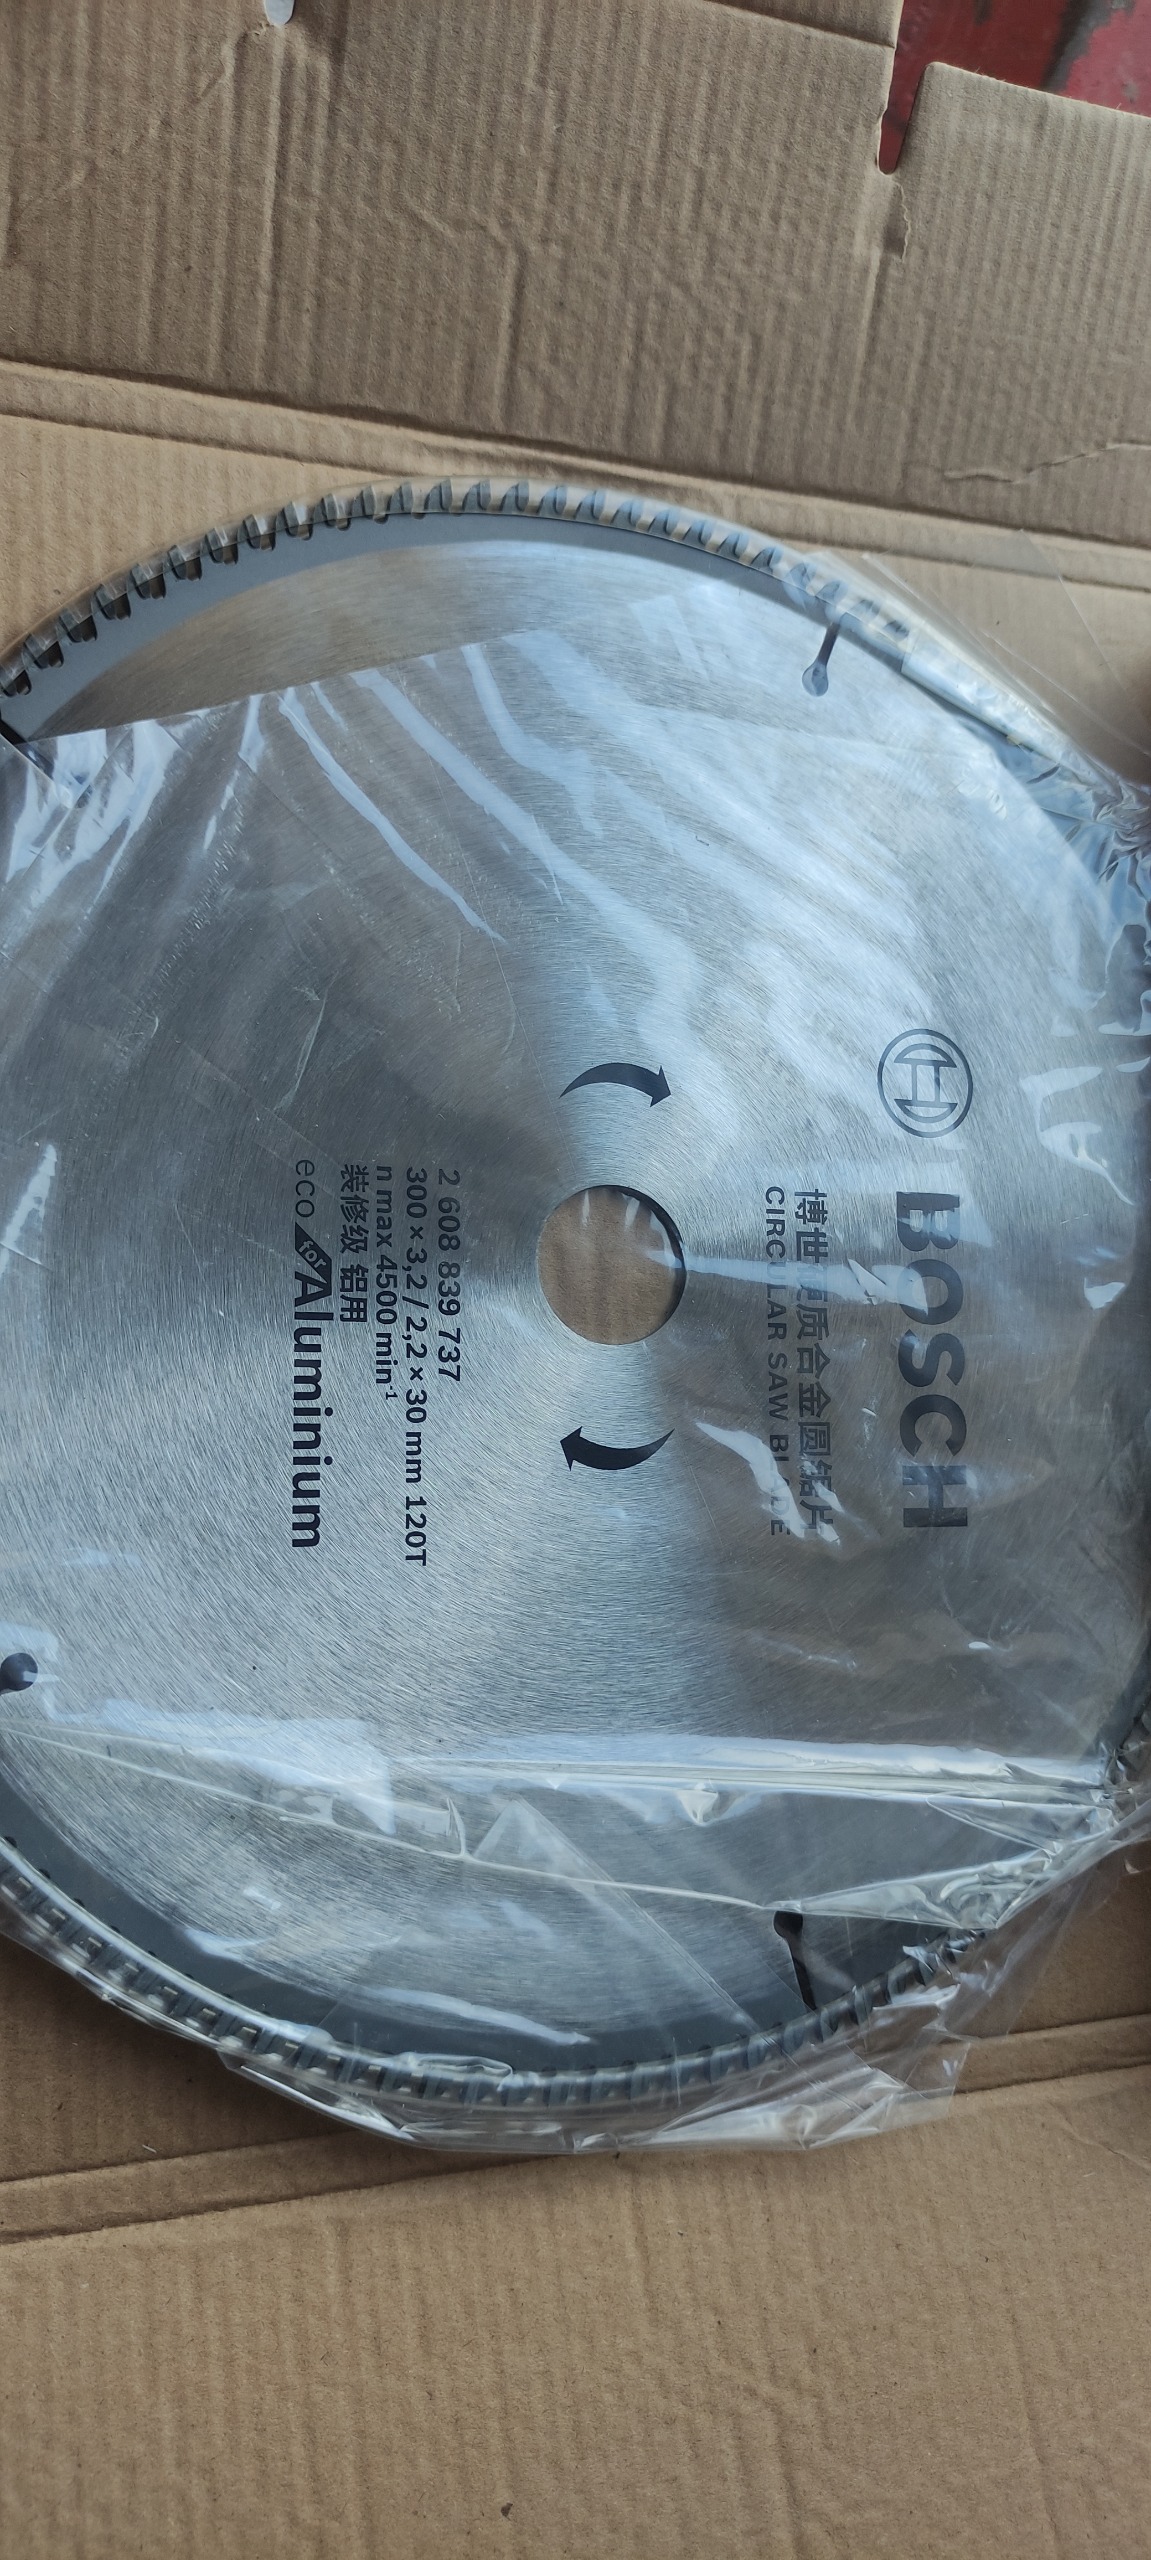 BOSCH
博世硬质合金圆锯片
CIRCULAR SAW BLADE
2 608 839 737
300 × 3,2 / 2,2 × 30 mm 120T
n max 4500 min⁻¹
装修级 铝用
eco for Aluminium